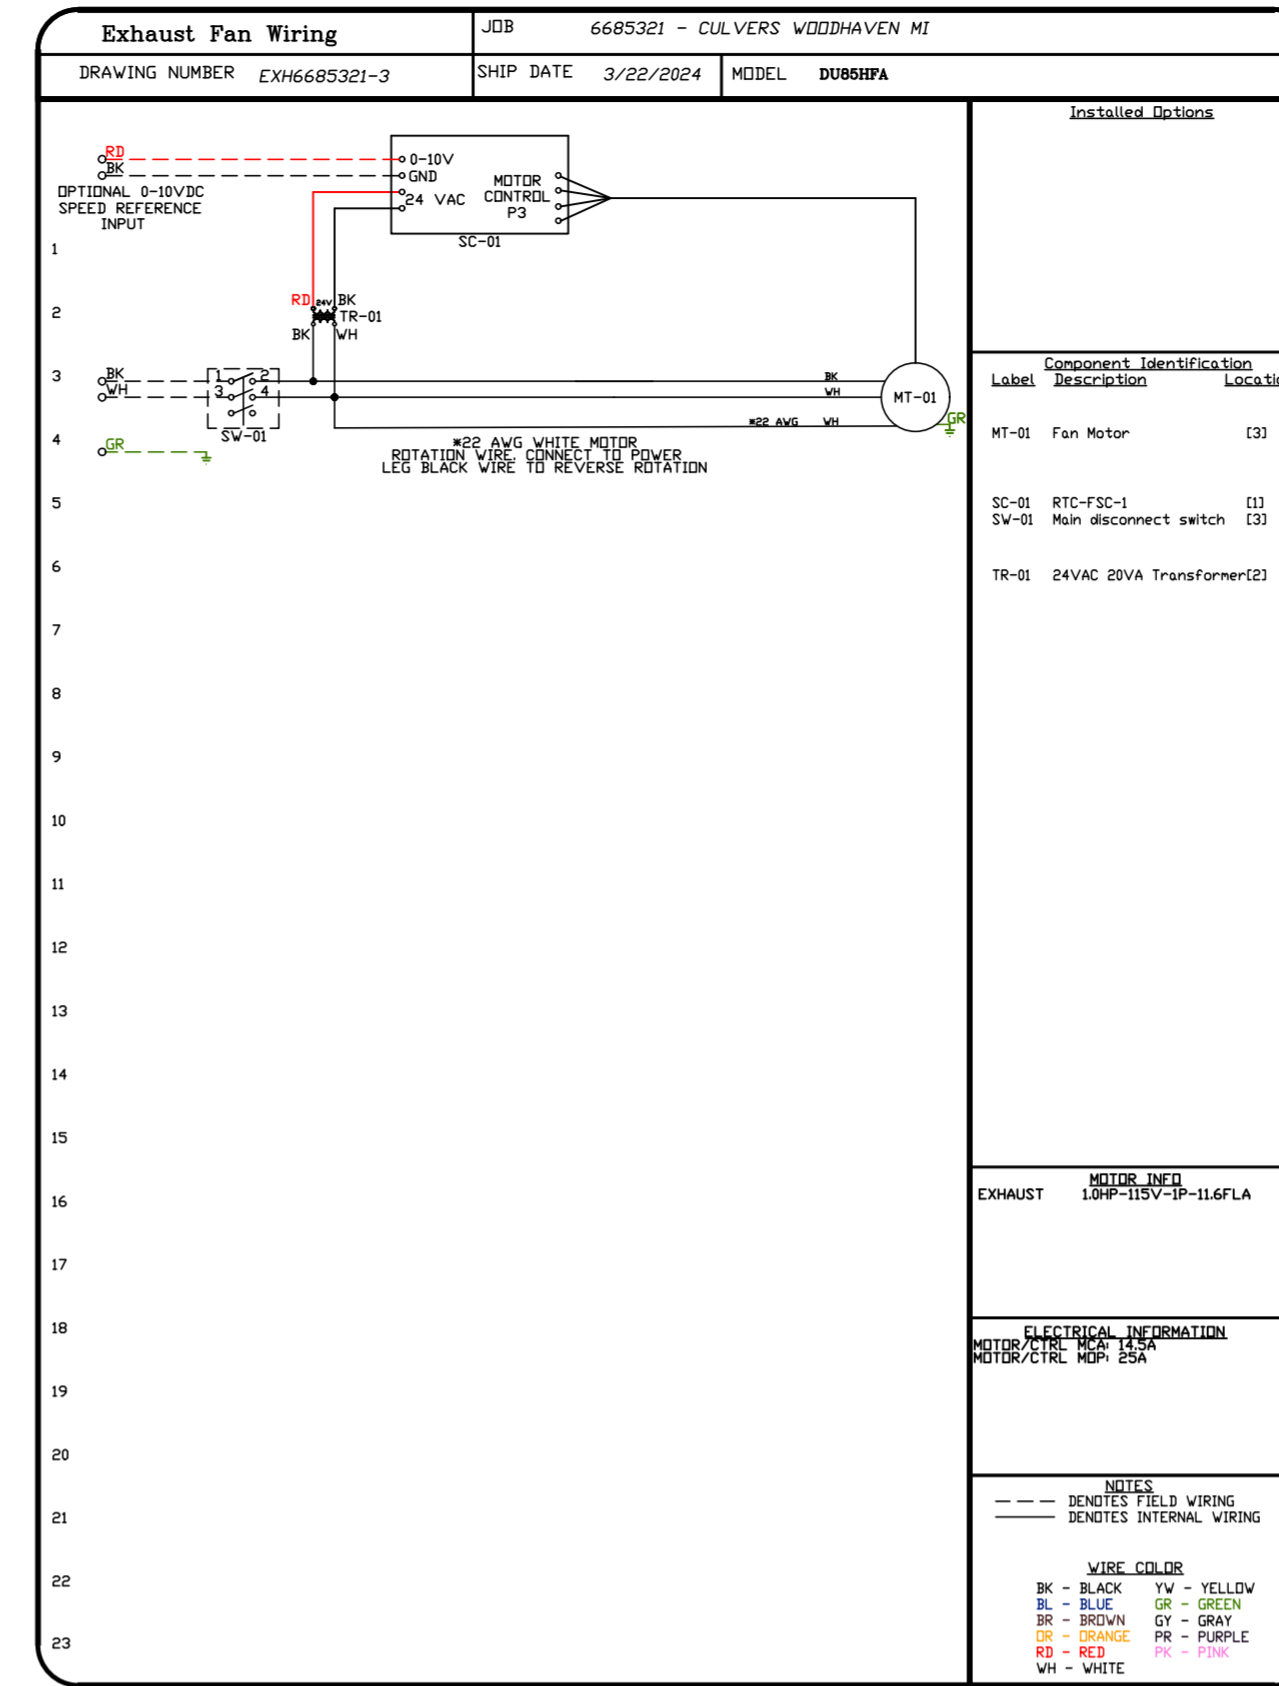 Exhaust Fan Wiring
JOB 6685321 - CULVERS WOODHAVEN MI
DRAWING NUMBER EXH6685321-3
SHIP DATE 3/22/2024
MODEL DU85HFA
RD
BK
OPTIONAL 0-10VDC
SPEED REFERENCE
INPUT
0-10V
GND
24 VAC
MOTOR
CONTROL
P3
SC-01
RD 24V BK
TR-01
BK WH
BK
WH
1 2
3 4
SW-01
GR
BK
WH
*22 AWG WH
MT-01
GR
*22 AWG WHITE MOTOR
ROTATION WIRE. CONNECT TO POWER
LEG BLACK WIRE TO REVERSE ROTATION
1
2
3
4
5
6
7
8
9
10
11
12
13
14
15
16
17
18
19
20
21
22
23
Installed Options
Component Identification
Label Description Locatio
MT-01 Fan Motor [3]
SC-01 RTC-FSC-1 [1]
SW-01 Main disconnect switch [3]
TR-01 24VAC 20VA Transformer[2]
MOTOR INFO
EXHAUST 1.0HP-115V-1P-11.6FLA
ELECTRICAL INFORMATION
MOTOR/CTRL MCA: 14.5A
MOTOR/CTRL MOP: 25A
NOTES
DENOTES FIELD WIRING
DENOTES INTERNAL WIRING
WIRE COLOR
BK - BLACK YW - YELLOW
BL - BLUE GR - GREEN
BR - BROWN GY - GRAY
OR - ORANGE PR - PURPLE
RD - RED PK - PINK
WH - WHITE